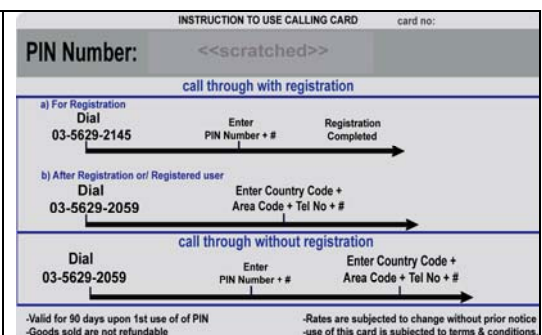 INSTRUCTION TO USE CALLING CARD card no:
PIN Number: <<scratched>>
call through with registration
a) For Registration
Dial Enter Registration
03-5629-2145 PIN Number + # Completed
b) After Registration or/ Registered user
Dial Enter Country Code +
03-5629-2059 Area Code + Tel No + #
call through without registration
Dial Enter Enter Country Code +
03-5629-2059 PIN Number + # Area Code + Tel No + #
-Valid for 90 days upon 1st use of of PIN -Rates are subjected to change without prior notice
-Goods sold are not refundable -use of this card is subjected to terms & conditions.